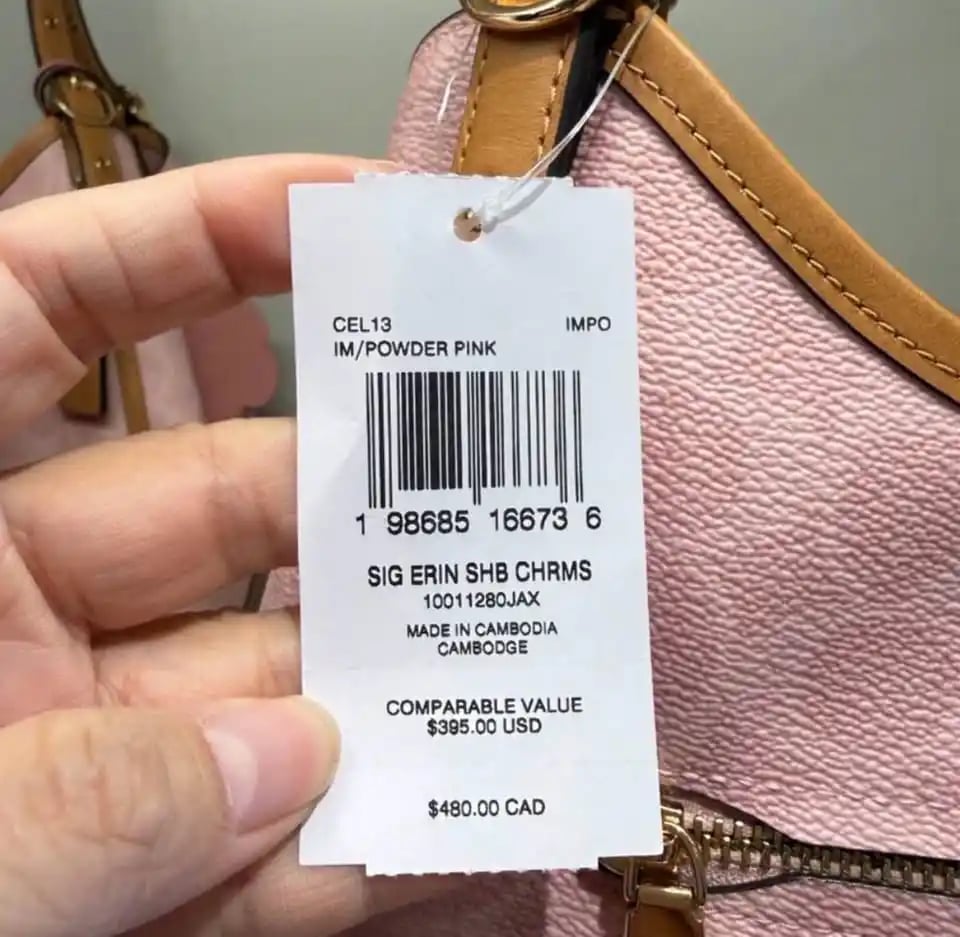 CEL13 IMPO
IM/POWDER PINK
1 98685 16673 6
SIG ERIN SHB CHRMS
10011280JAX
MADE IN CAMBODIA
CAMBODGE
COMPARABLE VALUE
$395.00 USD
$480.00 CAD